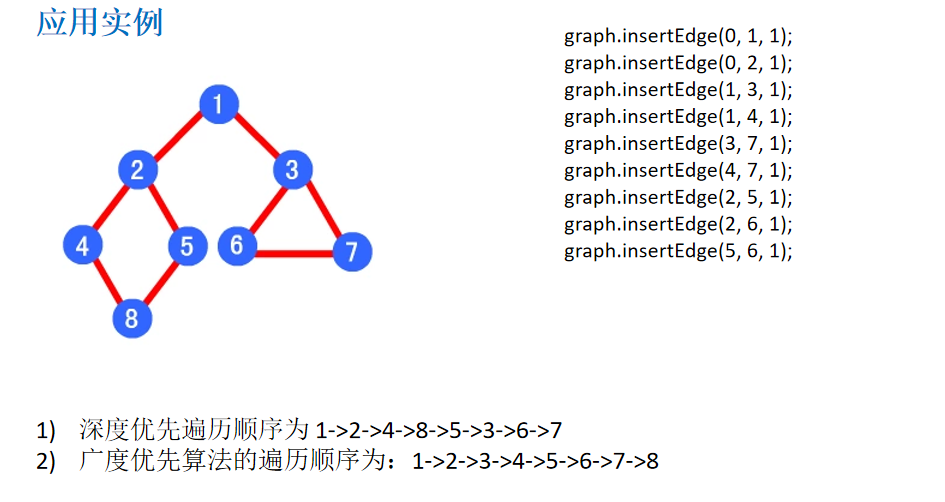 应用实例
graph.insertEdge(0, 1, 1);
graph.insertEdge(0, 2, 1);
graph.insertEdge(1, 3, 1);
graph.insertEdge(1, 4, 1);
graph.insertEdge(3, 7, 1);
graph.insertEdge(4, 7, 1);
graph.insertEdge(2, 5, 1);
graph.insertEdge(2, 6, 1);
graph.insertEdge(5, 6, 1);
1
2 3
4 5 6 7
8
1) 深度优先遍历顺序为 1->2->4->8->5->3->6->7
2) 广度优先算法的遍历顺序为：1->2->3->4->5->6->7->8